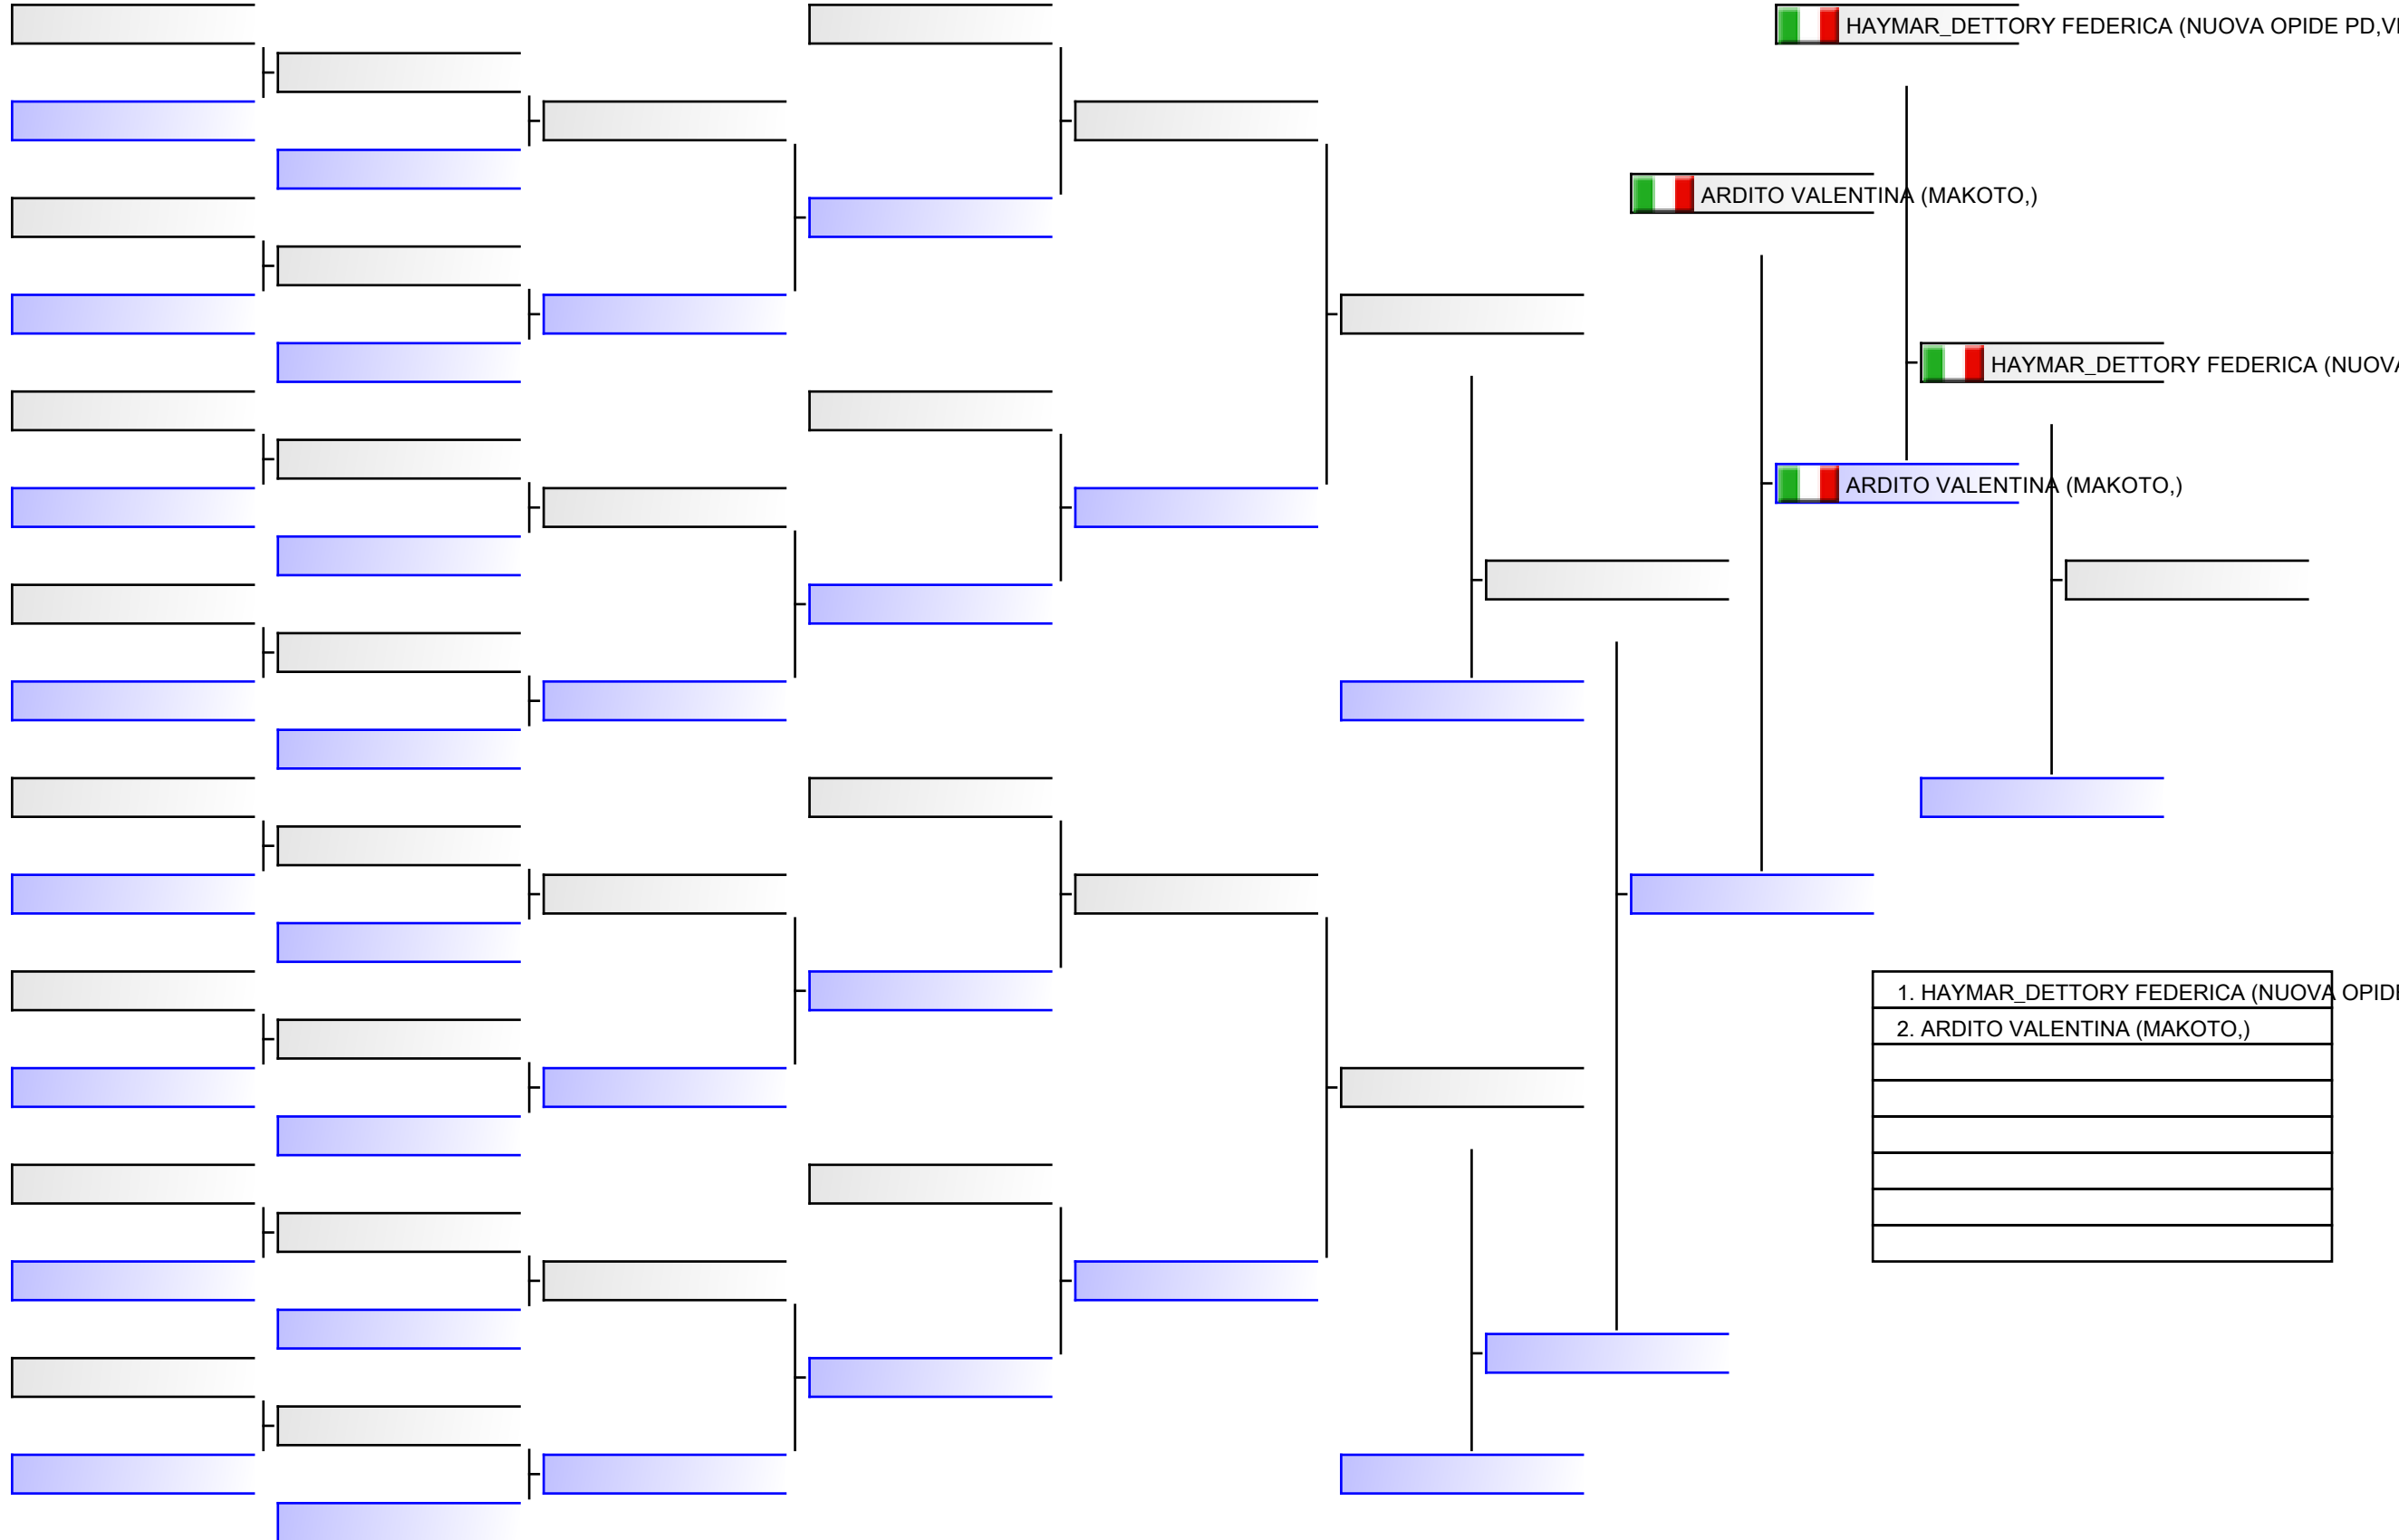 HAYMAR_DETTORY FEDERICA (NUOVA OPIDE PD,V
ARDITO VALENTINA (MAKOTO,)
HAYMAR_DETTORY FEDERICA (NUOVA
ARDITO VALENTINA (MAKOTO,)
1. HAYMAR_DETTORY FEDERICA (NUOVA OPIDE
2. ARDITO VALENTINA (MAKOTO,)